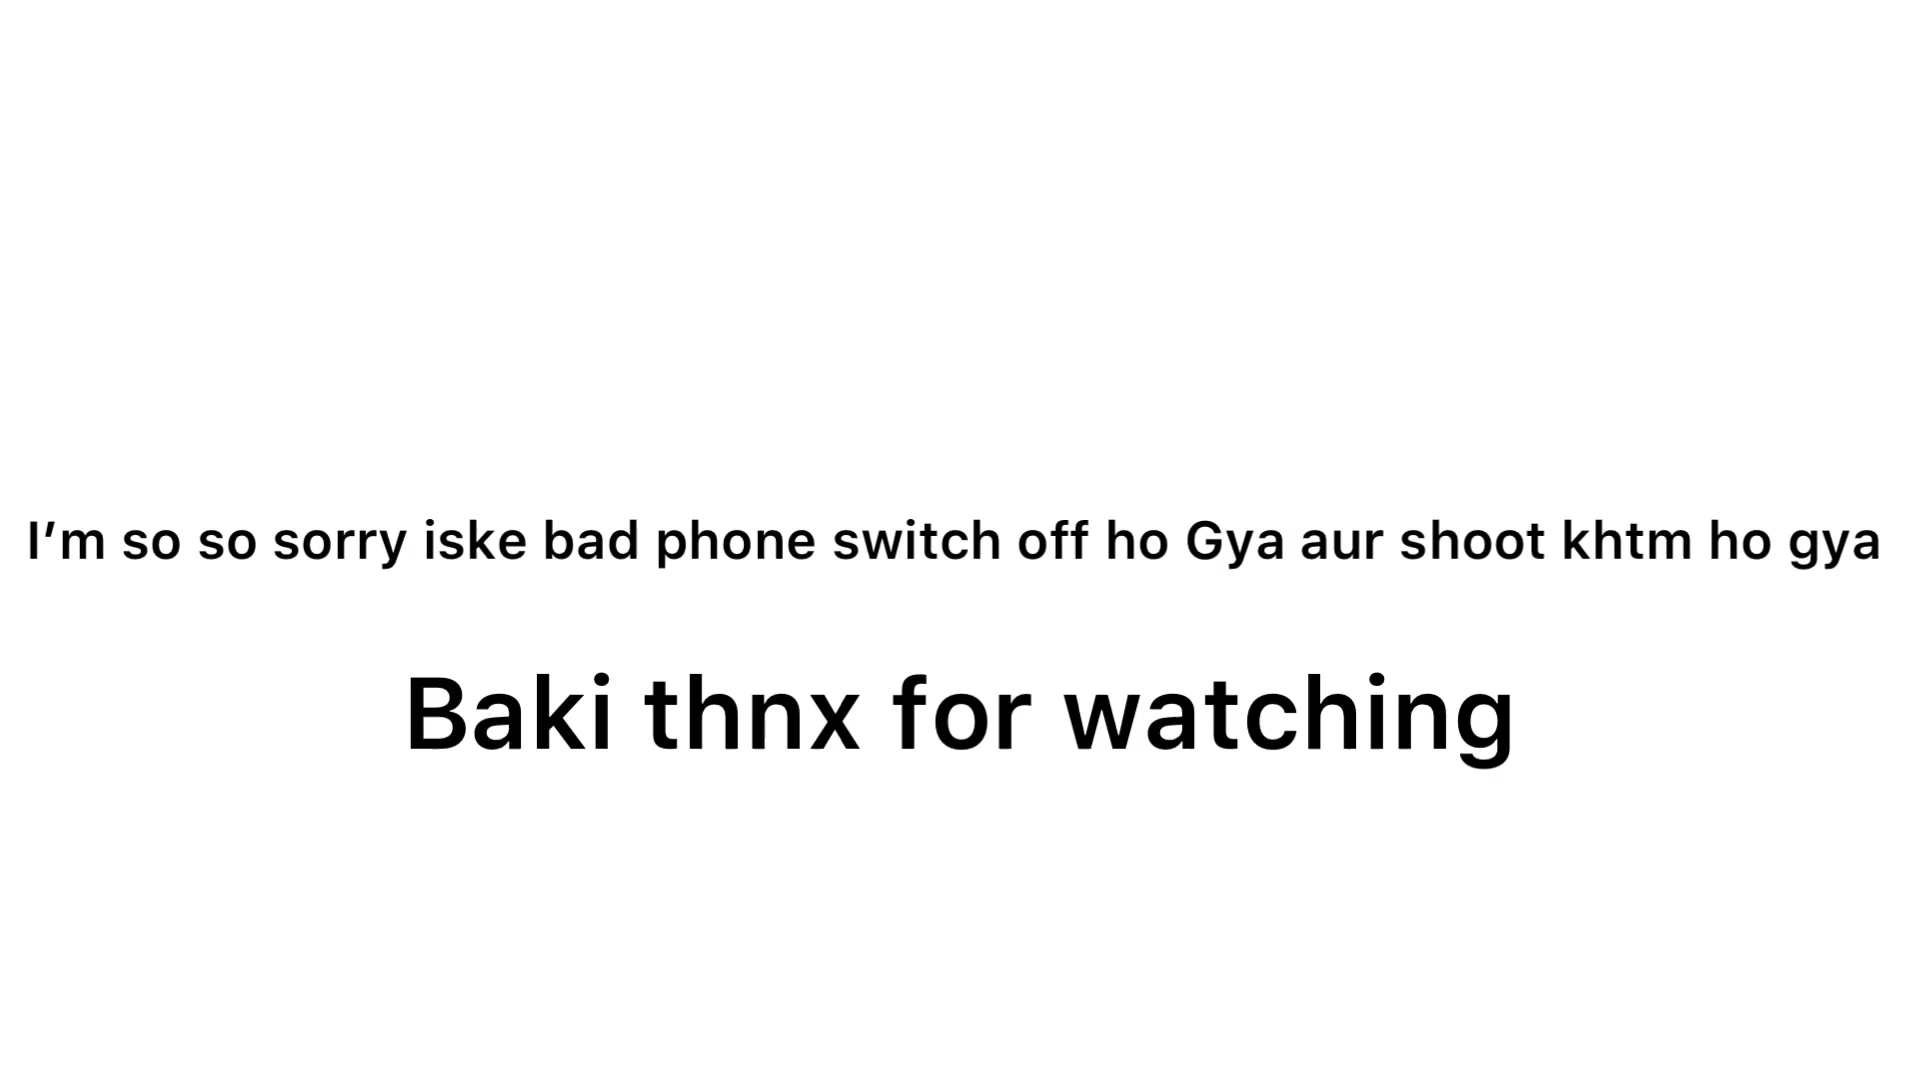 I’m so so sorry iske bad phone switch off ho Gya aur shoot khtm ho gya
Baki thnx for watching